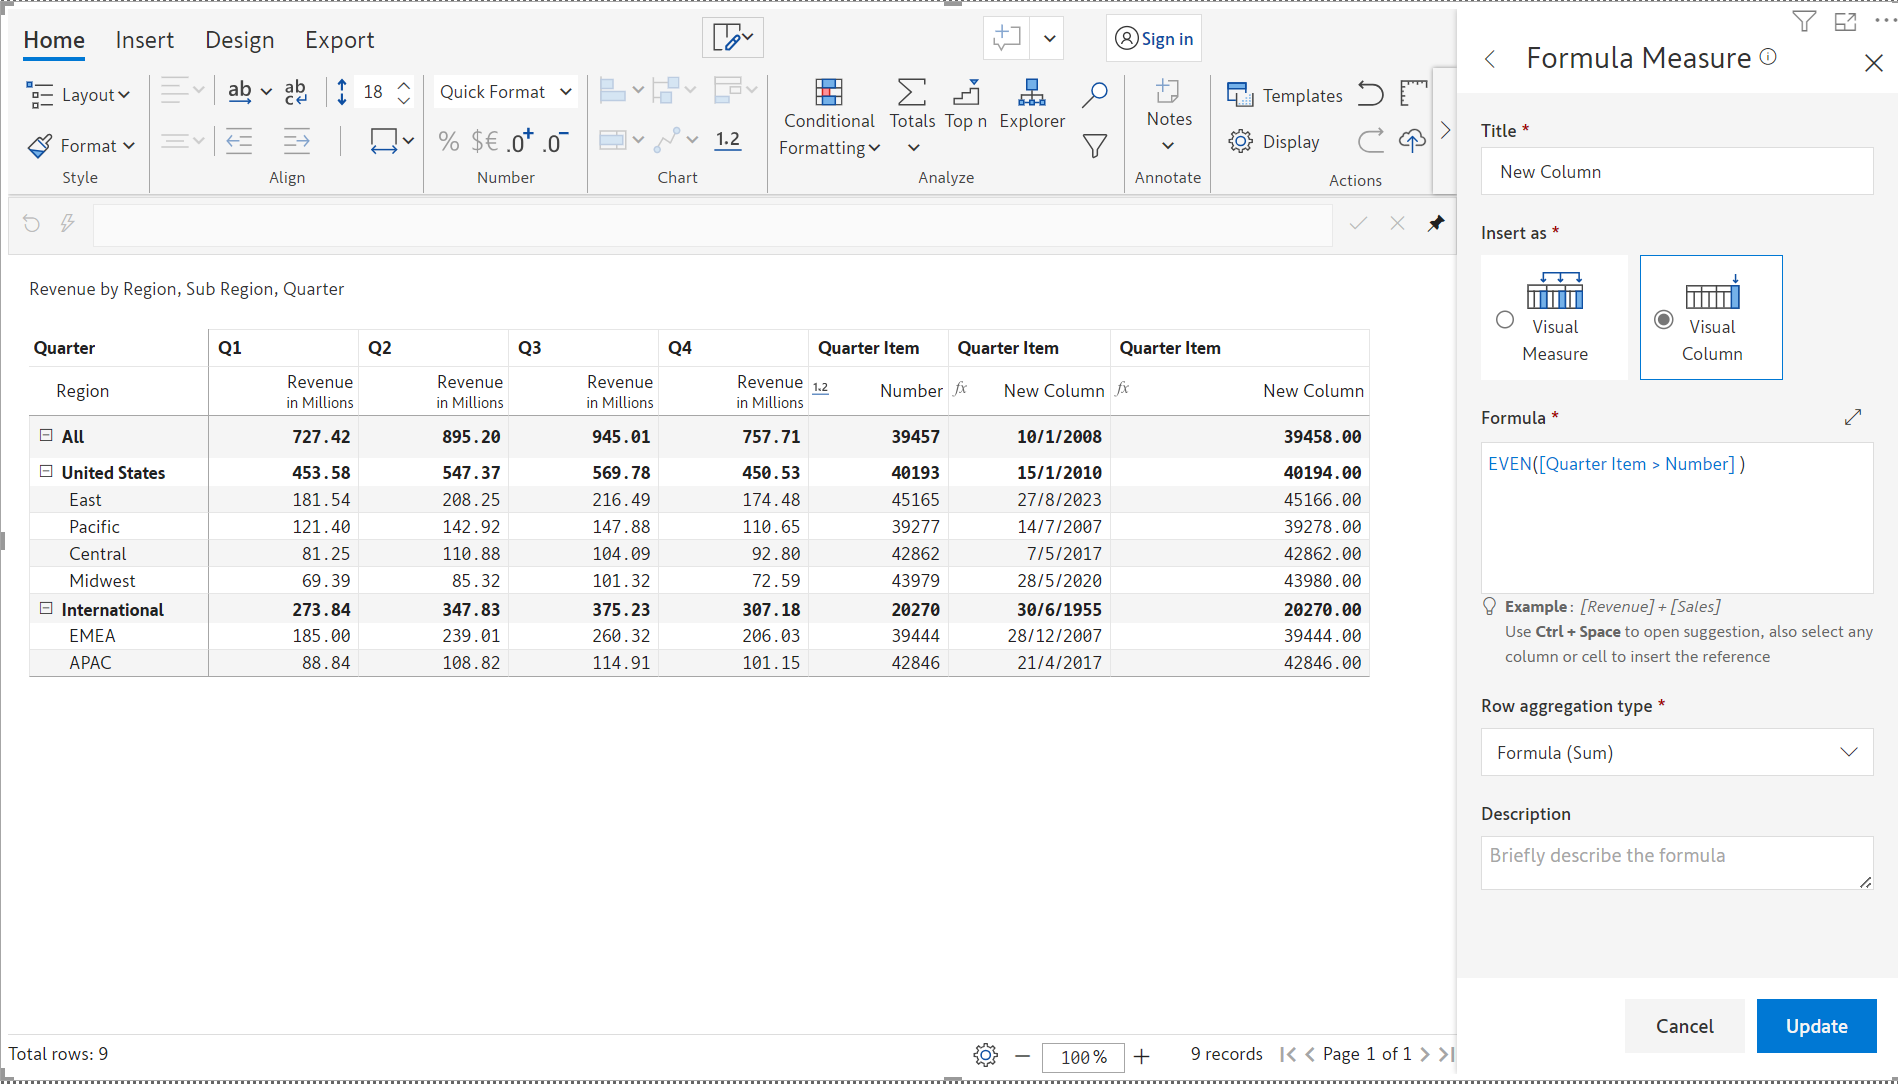 Home Insert Design Export Sign in
Layout ab ab 18 Quick Format Conditional Formatting Totals Top n Explorer Notes Templates
Format % $€ .0+ .0- 1.2 Display
Style Align Number Chart Analyze Annotate Actions
Revenue by Region, Sub Region, Quarter
Quarter Q1 Q2 Q3 Q4 Quarter Item Quarter Item Quarter Item
Region Revenue in Millions Revenue in Millions Revenue in Millions Revenue in Millions 1.2 Number fx New Column fx New Column
All 727.42 895.20 945.01 757.71 39457 10/1/2008 39458.00
United States 453.58 547.37 569.78 450.53 40193 15/1/2010 40194.00
East 181.54 208.25 216.49 174.48 45165 27/8/2023 45166.00
Pacific 121.40 142.92 147.88 110.65 39277 14/7/2007 39278.00
Central 81.25 110.88 104.09 92.80 42862 7/5/2017 42862.00
Midwest 69.39 85.32 101.32 72.59 43979 28/5/2020 43980.00
International 273.84 347.83 375.23 307.18 20270 30/6/1955 20270.00
EMEA 185.00 239.01 260.32 206.03 39444 28/12/2007 39444.00
APAC 88.84 108.82 114.91 101.15 42846 21/4/2017 42846.00
Total rows: 9 100% 9 records Page 1 of 1
Formula Measure
Title *
New Column
Insert as *
Visual Measure
Visual Column
Formula *
EVEN([Quarter Item > Number] )
Example: [Revenue] + [Sales]
Use Ctrl + Space to open suggestion, also select any
column or cell to insert the reference
Row aggregation type *
Formula (Sum)
Description
Briefly describe the formula
Cancel Update